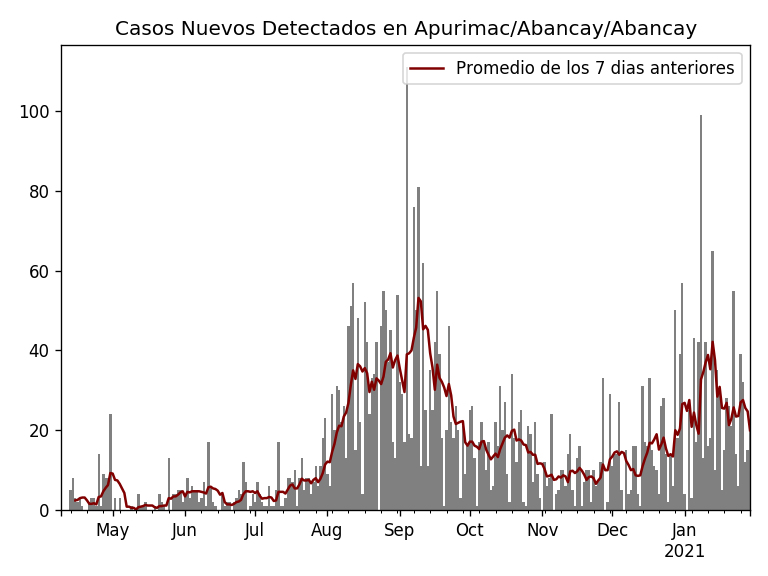 Casos Nuevos Detectados en Apurimac/Abancay/Abancay
Promedio de los 7 dias anteriores
100
80
60
40
20
0
May Jun Jul Aug Sep Oct Nov Dec Jan
2021